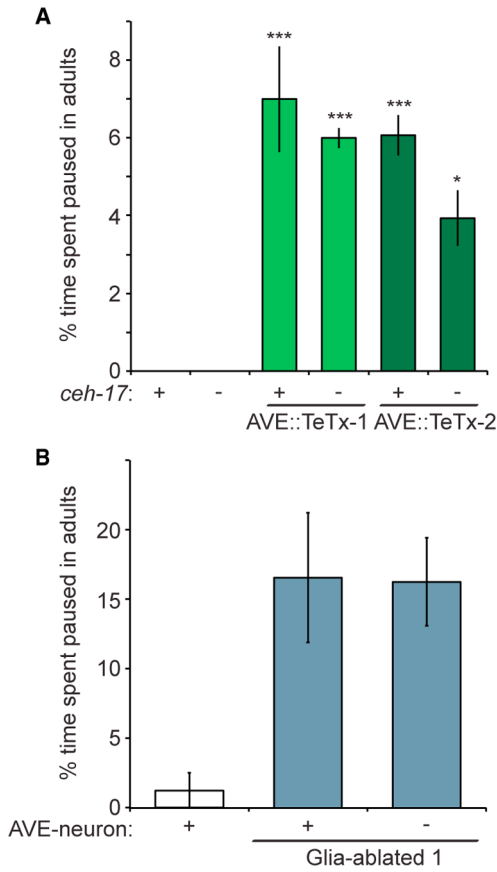 A
% time spent paused in adults
8
6
4
2
0
***
***
***
*
ceh-17: + - + - + -
AVE::TeTx-1 AVE::TeTx-2
B
% time spent paused in adults
20
15
10
5
0
AVE-neuron: + + -
Glia-ablated 1